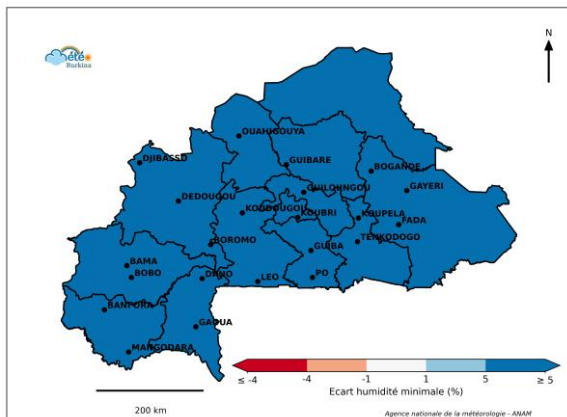 N
météo
Burkina
OUAHIGOUYA
DJIBASSO
GUIBARE
BOGANDE
GAYERI
GUILOUNGOU
DEDOUGOU
KOUDOUGOU
KOUBRI
KOUPELA
FADA
TENKODOGO
BOROMO
GUIBA
BAMA
BOBO
DANO
LEO
PO
BANFORA
GAOUA
MANGODARA
≤ -4
-4
-1
1
5
≥ 5
Ecart humidité minimale (%)
200 km
Agence nationale de la météorologie - ANAM